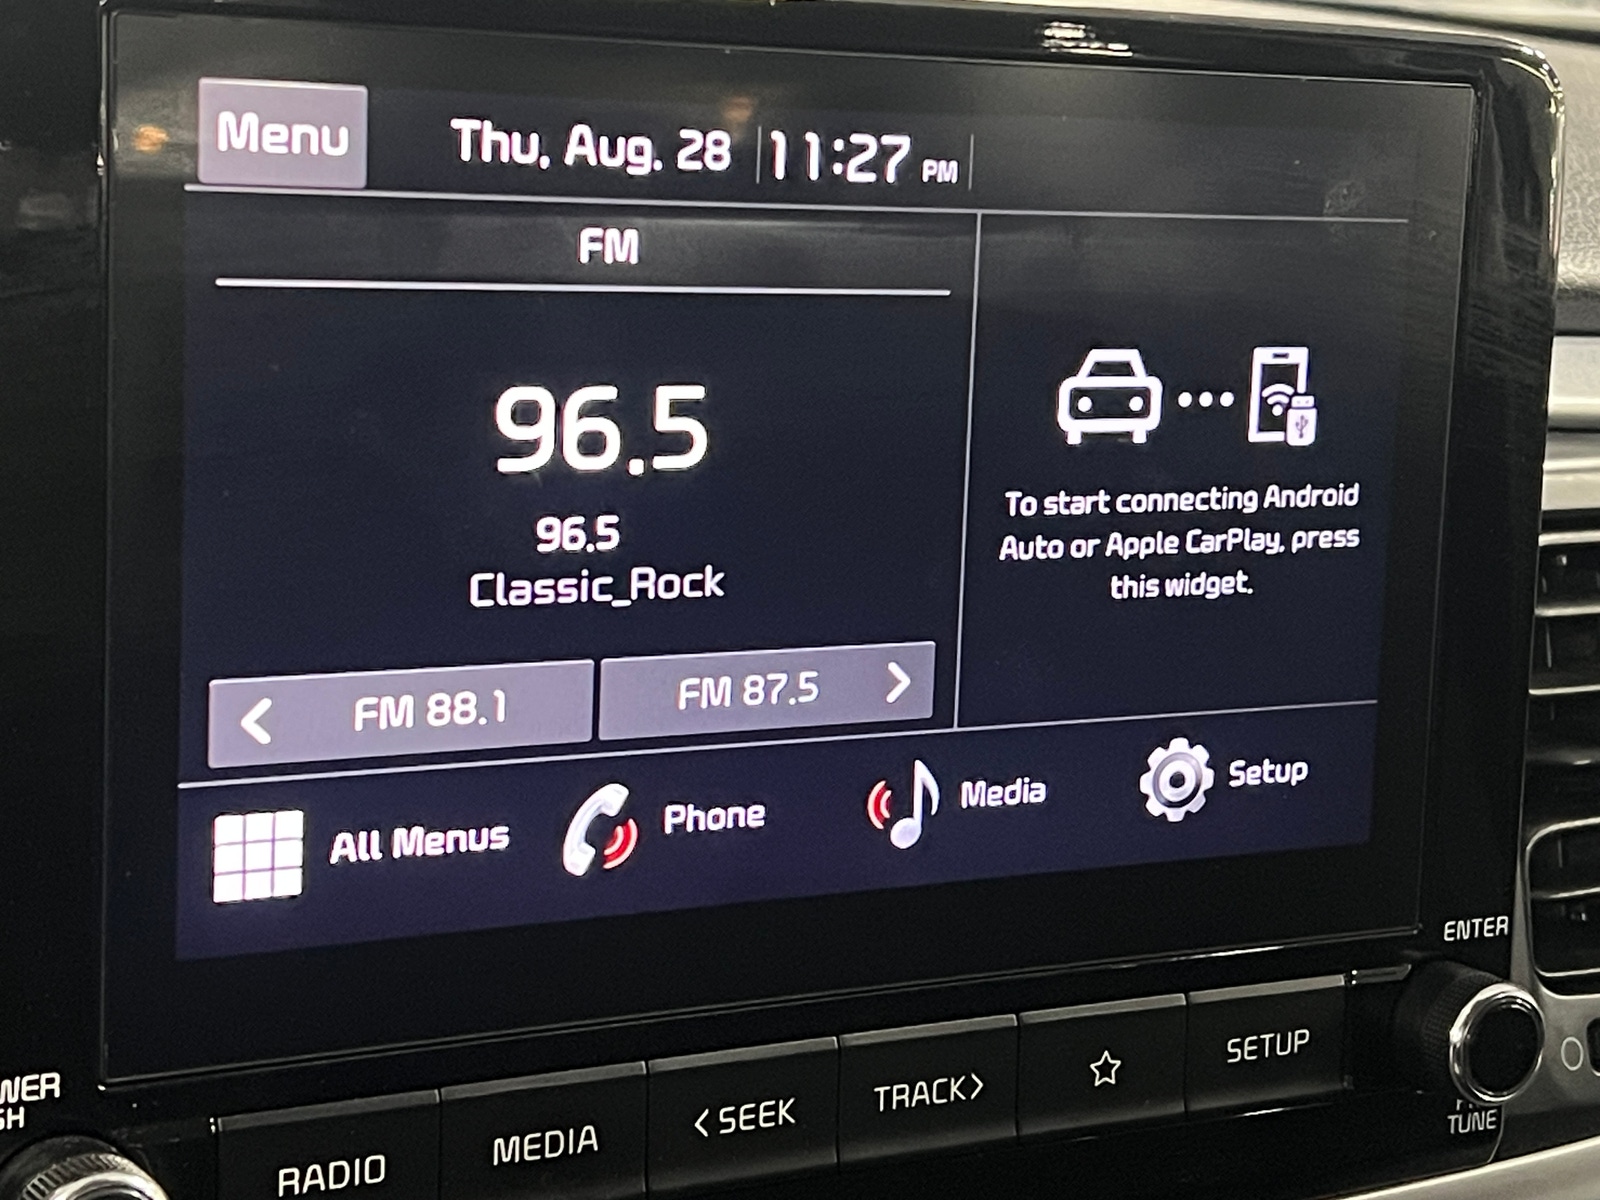 Menu
Thu, Aug. 28
11:27 PM
FM
96.5
96.5
Classic_Rock
FM 88.1
FM 87.5
To start connecting Android
Auto or Apple CarPlay, press
this widget.
All Menus
Phone
Media
Setup
ENTER
RADIO
MEDIA
< SEEK
TRACK >
SETUP
TUNE